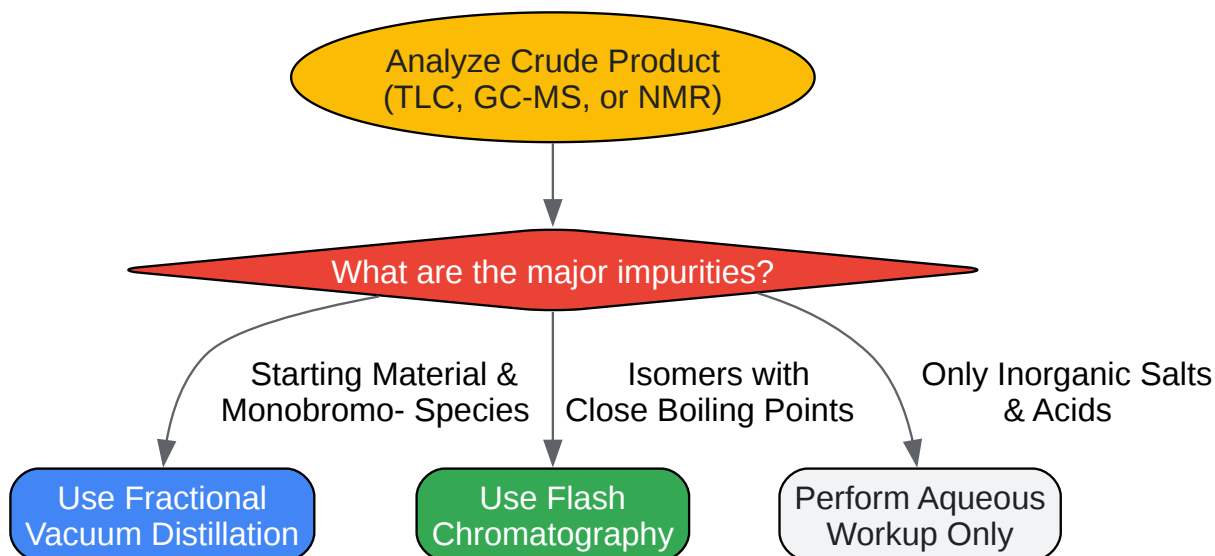 Analyze Crude Product
(TLC, GC-MS, or NMR)
What are the major impurities?
Starting Material &
Monobromo- Species
Isomers with
Close Boiling Points
Only Inorganic Salts
& Acids
Use Fractional
Vacuum Distillation
Use Flash
Chromatography
Perform Aqueous
Workup Only